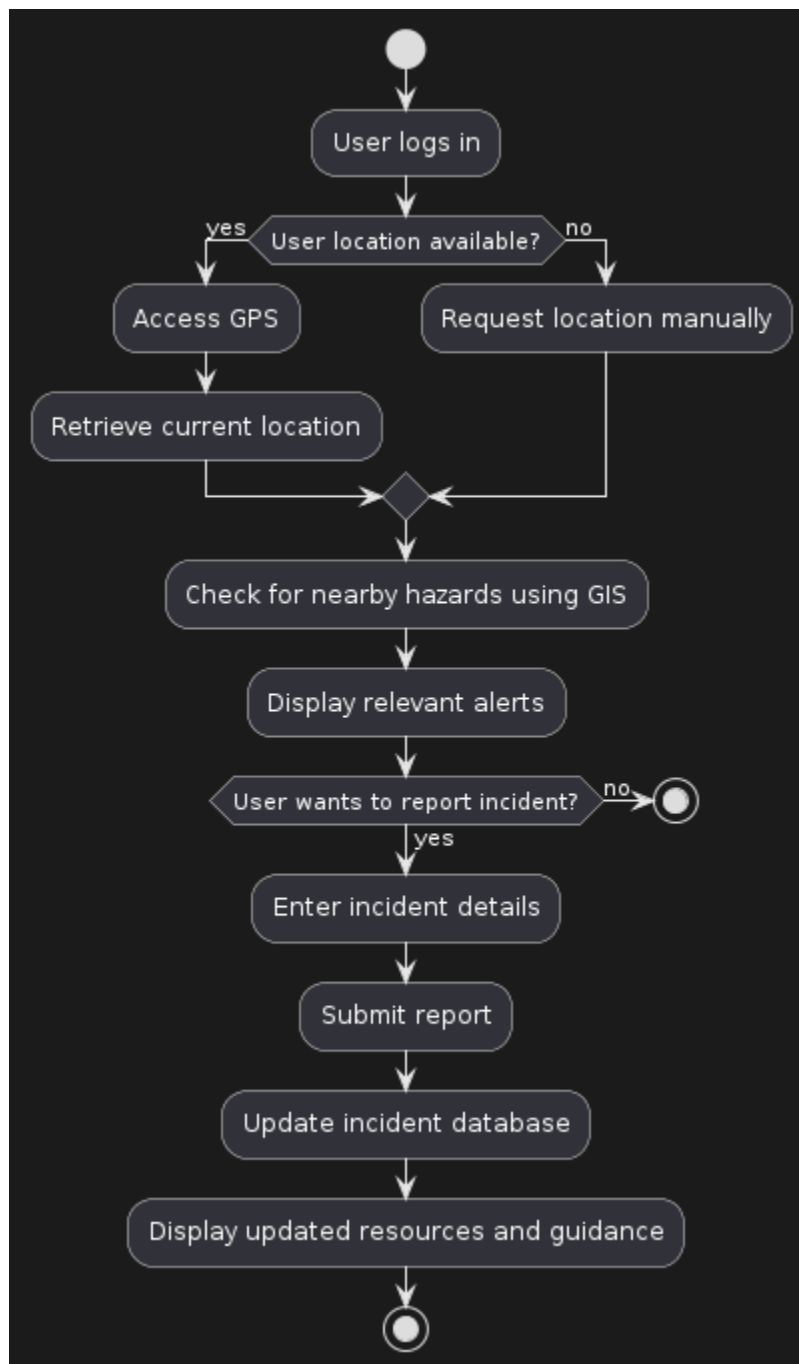 User logs in
yes
User location available?
no
Access GPS
Request location manually
Retrieve current location
Check for nearby hazards using GIS
Display relevant alerts
User wants to report incident?
no
yes
Enter incident details
Submit report
Update incident database
Display updated resources and guidance